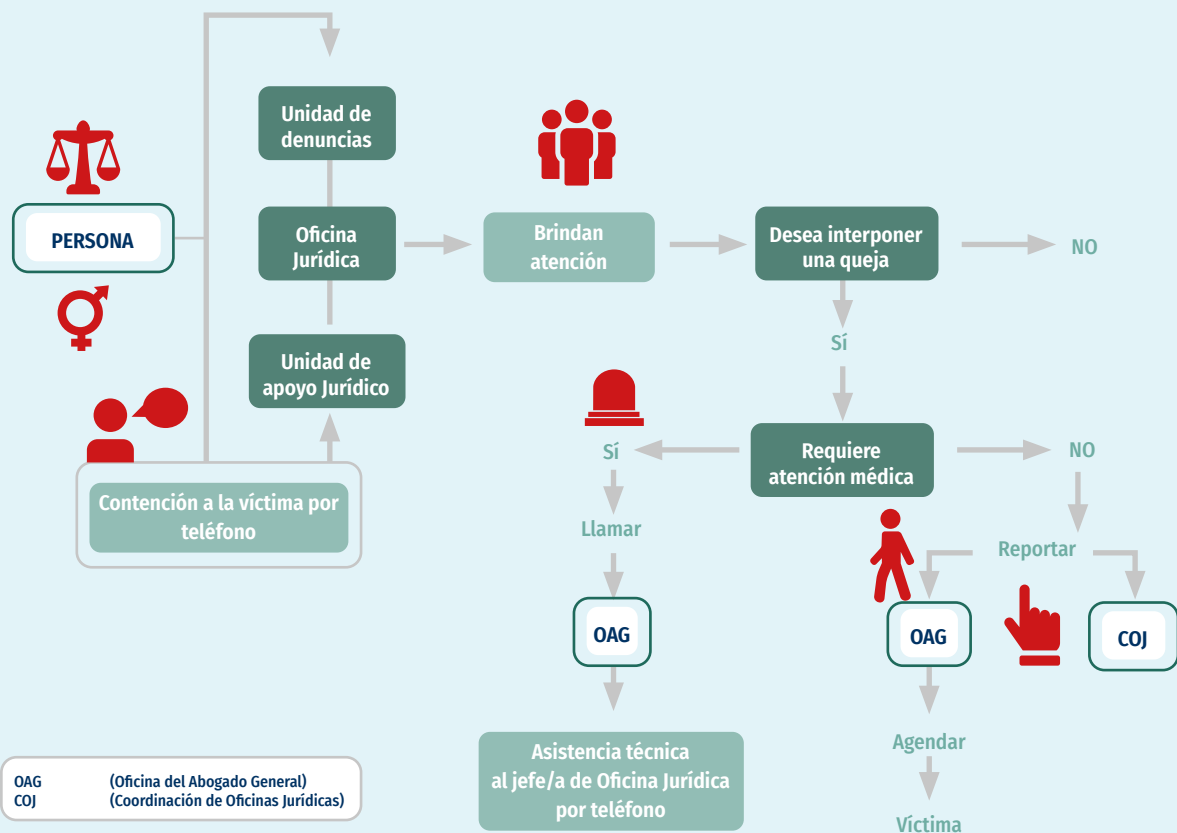 Unidad de
denuncias
PERSONA
Oficina
Jurídica
Brindan
atención
Desea interponer
una queja
NO
Sí
Unidad de
apoyo Jurídico
Sí
Requiere
atención médica
NO
Contención a la víctima por
teléfono
Llamar
Reportar
OAG
OAG
COJ
Asistencia técnica
al jefe/a de Oficina Jurídica
por teléfono
Agendar
Víctima
OAG (Oficina del Abogado General)
COJ (Coordinación de Oficinas Jurídicas)